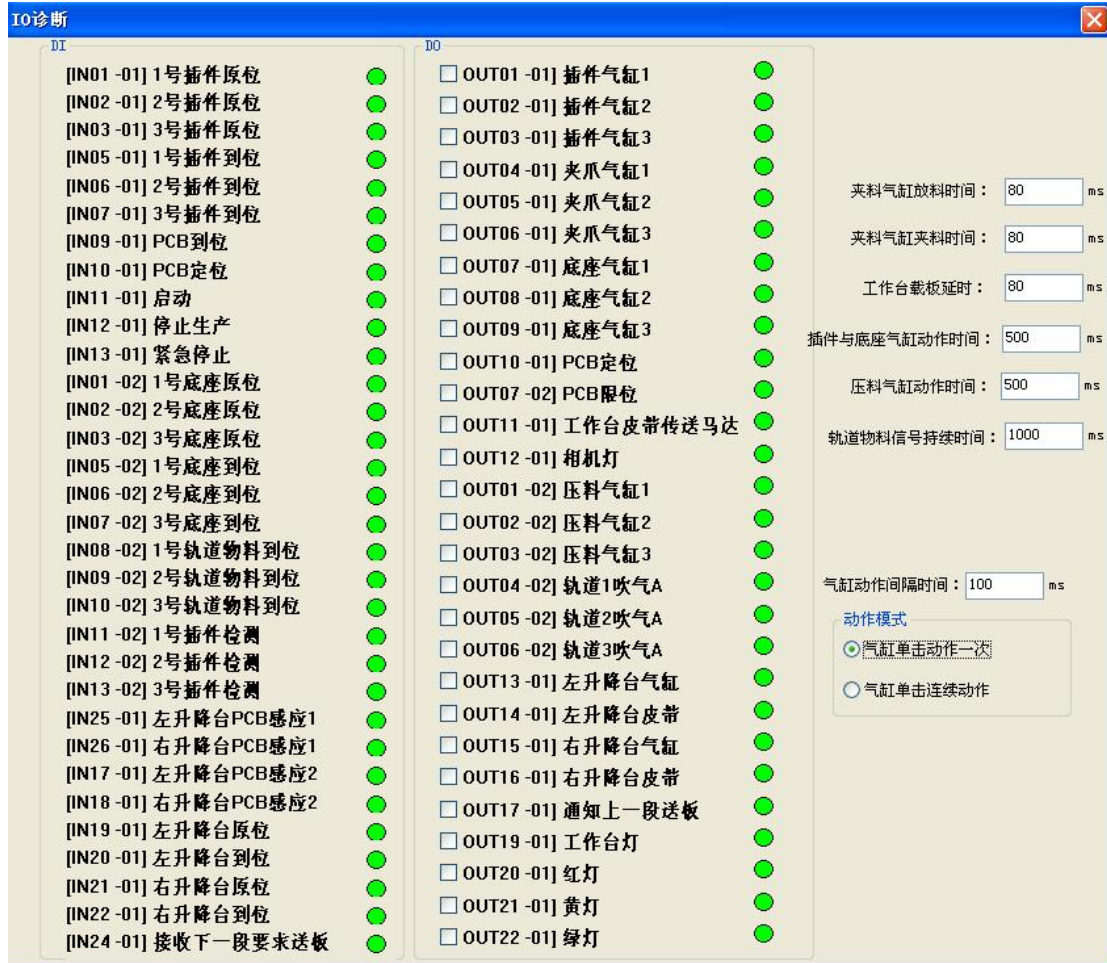 IO诊断
DI
[IN01 -01] 1号插件原位
[IN02 -01] 2号插件原位
[IN03 -01] 3号插件原位
[IN05 -01] 1号插件到位
[IN06 -01] 2号插件到位
[IN07 -01] 3号插件到位
[IN09 -01] PCB到位
[IN10 -01] PCB定位
[IN11 -01] 启动
[IN12 -01] 停止生产
[IN13 -01] 紧急停止
[IN01 -02] 1号底座原位
[IN02 -02] 2号底座原位
[IN03 -02] 3号底座原位
[IN05 -02] 1号底座到位
[IN06 -02] 2号底座到位
[IN07 -02] 3号底座到位
[IN08 -02] 1号轨道物料到位
[IN09 -02] 2号轨道物料到位
[IN10 -02] 3号轨道物料到位
[IN11 -02] 1号插件检测
[IN12 -02] 2号插件检测
[IN13 -02] 3号插件检测
[IN25 -01] 左升降台PCB感应1
[IN26 -01] 右升降台PCB感应1
[IN17 -01] 左升降台PCB感应2
[IN18 -01] 右升降台PCB感应2
[IN19 -01] 左升降台原位
[IN20 -01] 左升降台到位
[IN21 -01] 右升降台原位
[IN22 -01] 右升降台到位
[IN24 -01] 接收下一段要求送板
DO
OUT01 -01] 插件气缸1
OUT02 -01] 插件气缸2
OUT03 -01] 插件气缸3
OUT04 -01] 夹爪气缸1
OUT05 -01] 夹爪气缸2
OUT06 -01] 夹爪气缸3
OUT07 -01] 底座气缸1
OUT08 -01] 底座气缸2
OUT09 -01] 底座气缸3
OUT10 -01] PCB定位
OUT07 -02] PCB限位
OUT11 -01] 工作台皮带传送马达
OUT12 -01] 相机灯
OUT01 -02] 压料气缸1
OUT02 -02] 压料气缸2
OUT03 -02] 压料气缸3
OUT04 -02] 轨道1吹气A
OUT05 -02] 轨道2吹气A
OUT06 -02] 轨道3吹气A
OUT13 -01] 左升降台气缸
OUT14 -01] 左升降台皮带
OUT15 -01] 右升降台气缸
OUT16 -01] 右升降台皮带
OUT17 -01] 通知上一段送板
OUT19 -01] 工作台灯
OUT20 -01] 红灯
OUT21 -01] 黄灯
OUT22 -01] 绿灯
夹料气缸放料时间： 80 ms
夹料气缸夹料时间： 80 ms
工作台载板延时： 80 ms
插件与底座气缸动作时间： 500 ms
压料气缸动作时间： 500 ms
轨道物料信号持续时间： 1000 ms
气缸动作间隔时间： 100 ms
动作模式
气缸单击动作一次
气缸单击连续动作